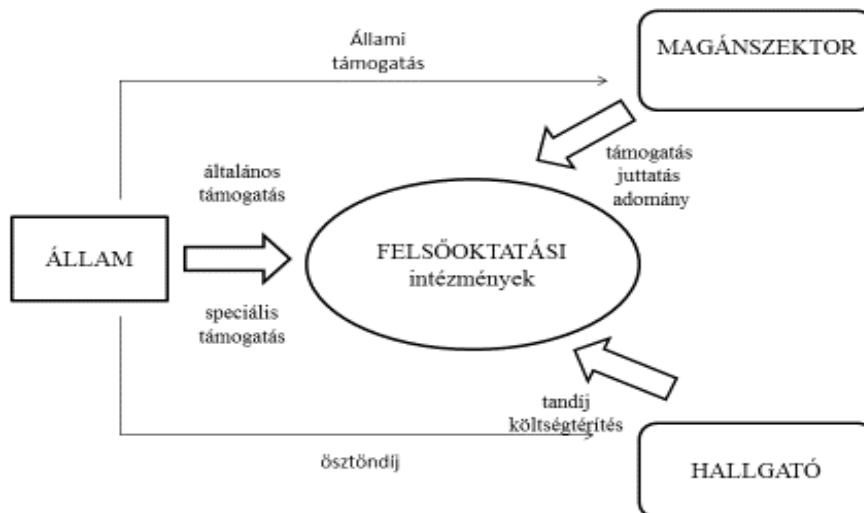 Állami
támogatás
MAGÁNSZEKTOR
támogatás
juttatás
adomány
általános
támogatás
ÁLLAM
FELSŐOKTATÁSI
intézmények
speciális
támogatás
tandíj
költségtérítés
ösztöndíj
HALLGATÓ